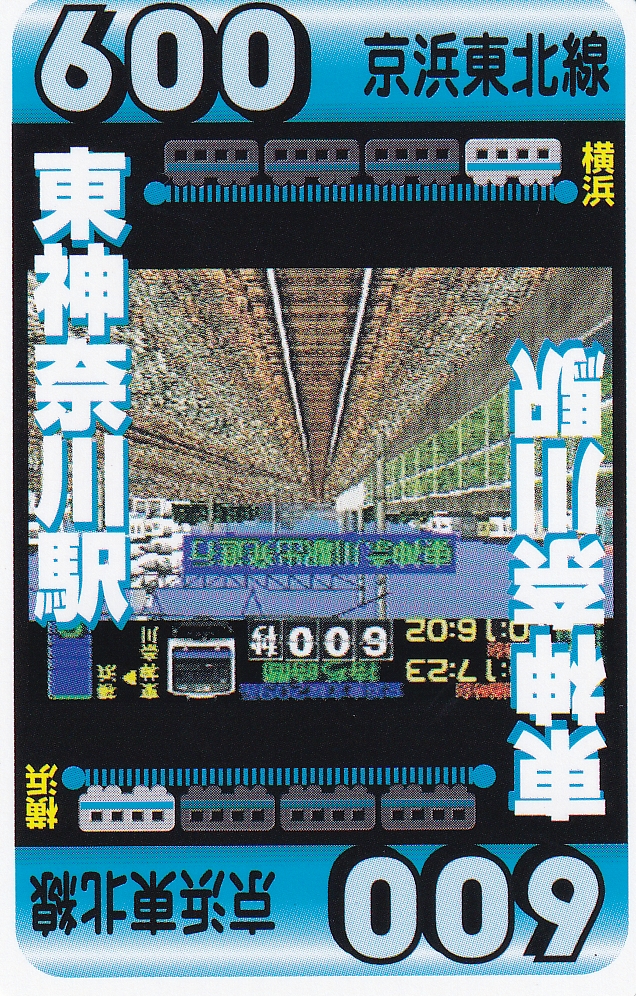 600
京浜東北線
横浜
東神奈川駅
:17:23
持ち時間
0:16:02
600秒
東神奈川
横浜
東神奈川駅出発進行
東神奈川駅
横浜
京浜東北線
600